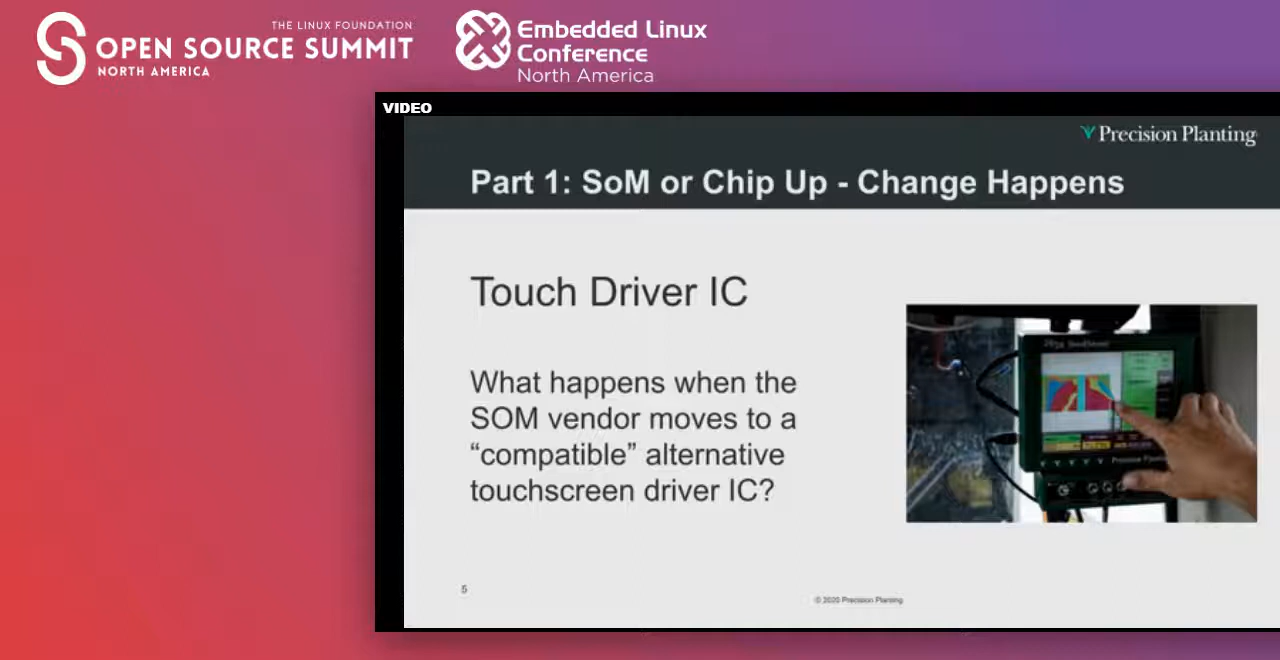 THE LINUX FOUNDATION
OPEN SOURCE SUMMIT
NORTH AMERICA
Embedded Linux
Conference
North America
VIDEO
Precision Planting
Part 1: SoM or Chip Up - Change Happens
Touch Driver IC
What happens when the
SOM vendor moves to a
“compatible” alternative
touchscreen driver IC?
5
© 2020 Precision Planting